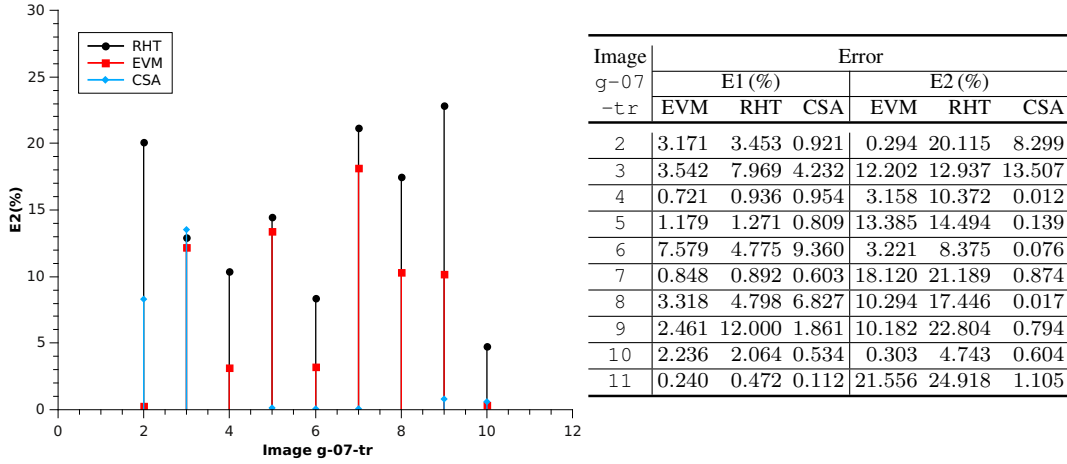 30
25
20
15
10
5
0
E2(%)
RHT
EVM
CSA
0 2 4 6 8 10 12
Image g-07-tr
Image Error
g-07 E1 (%) E2 (%)
-tr EVM RHT CSA EVM RHT CSA
2 3.171 3.453 0.921 0.294 20.115 8.299
3 3.542 7.969 4.232 12.202 12.937 13.507
4 0.721 0.936 0.954 3.158 10.372 0.012
5 1.179 1.271 0.809 13.385 14.494 0.139
6 7.579 4.775 9.360 3.221 8.375 0.076
7 0.848 0.892 0.603 18.120 21.189 0.874
8 3.318 4.798 6.827 10.294 17.446 0.017
9 2.461 12.000 1.861 10.182 22.804 0.794
10 2.236 2.064 0.534 0.303 4.743 0.604
11 0.240 0.472 0.112 21.556 24.918 1.105